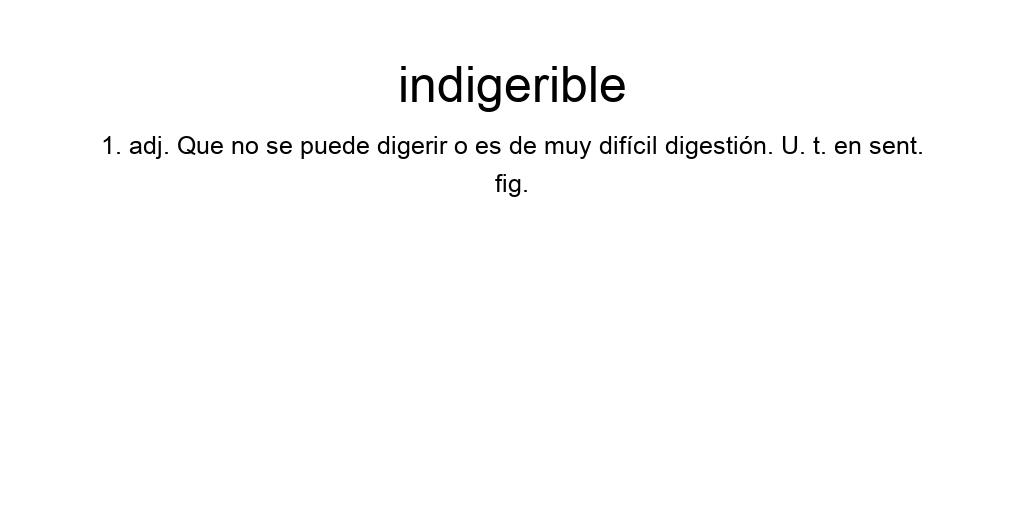 indigerible
1. adj. Que no se puede digerir o es de muy difícil digestión. U. t. en sent.
fig.